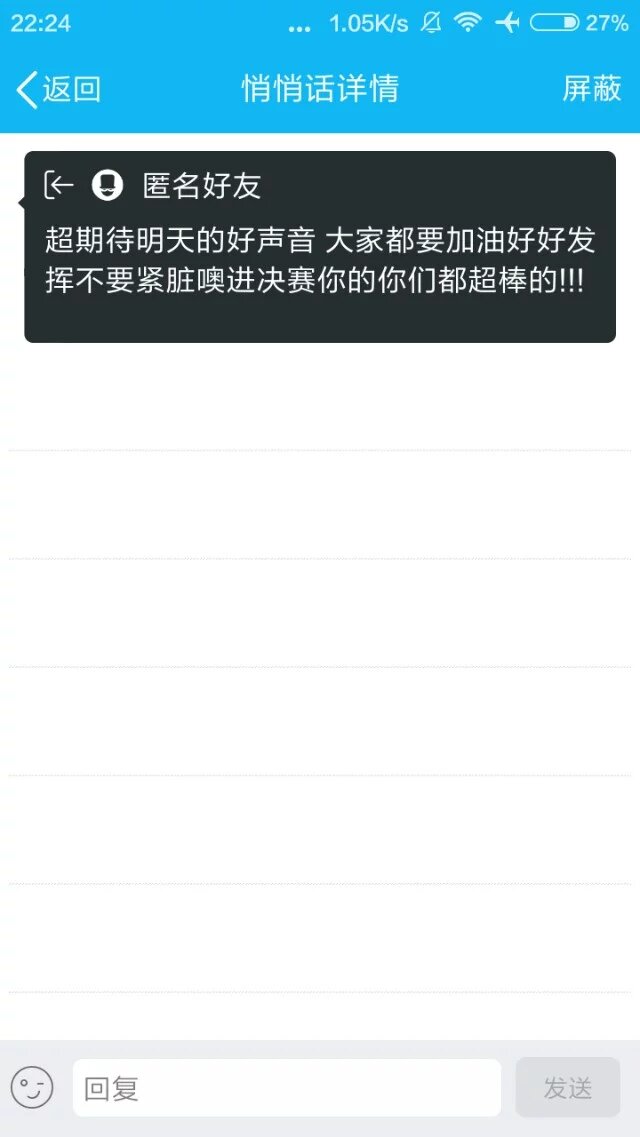 22:24 ... 1.05K/s 27%
返回 悄悄话详情 屏蔽
匿名好友
超期待明天的好声音 大家都要加油好好发
挥不要紧脏噢进决赛你的你们都超棒的!!!
回复 发送